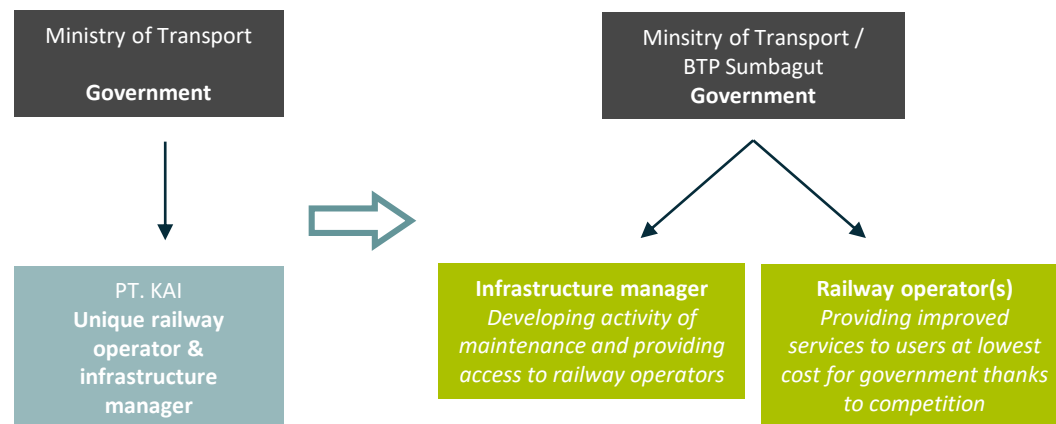 Ministry of Transport
Government
Minsitry of Transport /
BTP Sumbagut
Government
PT. KAI
Unique railway
operator &
infrastructure
manager
Infrastructure manager
Developing activity of
maintenance and providing
access to railway operators
Railway operator(s)
Providing improved
services to users at lowest
cost for government thanks
to competition